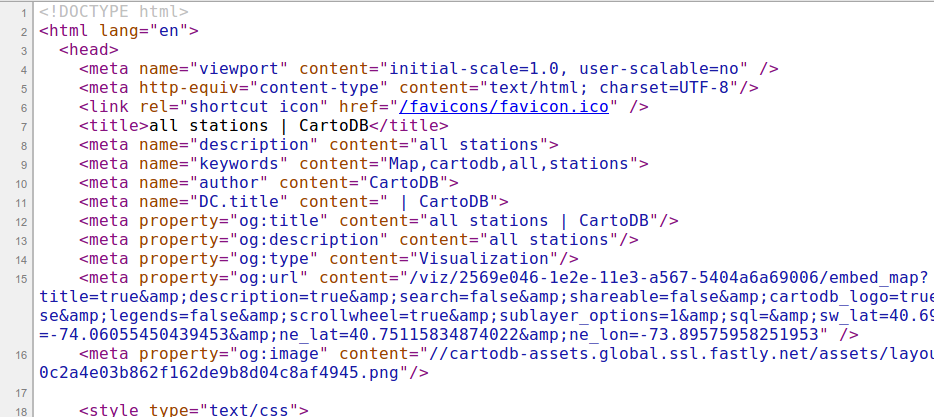 1 <!DOCTYPE html>
2 <html lang="en">
3 <head>
4 <meta name="viewport" content="initial-scale=1.0, user-scalable=no" />
5 <meta http-equiv="content-type" content="text/html; charset=UTF-8"/>
6 <link rel="shortcut icon" href="/favicons/favicon.ico" />
7 <title>all stations | CartoDB</title>
8 <meta name="description" content="all stations">
9 <meta name="keywords" content="Map,cartodb,all,stations">
10 <meta name="author" content="CartoDB">
11 <meta name="DC.title" content=" | CartoDB">
12 <meta property="og:title" content="all stations | CartoDB"/>
13 <meta property="og:description" content="all stations"/>
14 <meta property="og:type" content="Visualization"/>
15 <meta property="og:url" content="/viz/2569e046-1e2e-11e3-a567-5404a6a69006/embed_map?
title=true&amp;description=true&amp;search=false&amp;shareable=false&amp;cartodb_logo=true
se&amp;legends=false&amp;scrollwheel=true&amp;sublayer_options=1&amp;sql=&amp;sw_lat=40.69
=-74.06055450439453&amp;ne_lat=40.75115834874022&amp;ne_lon=-73.89575958251953" />
16 <meta property="og:image" content="//cartodb-assets.global.ssl.fastly.net/assets/layou
0c2a4e03b862f162de9b8d04c8af4945.png"/>
17
18 <style type="text/css">